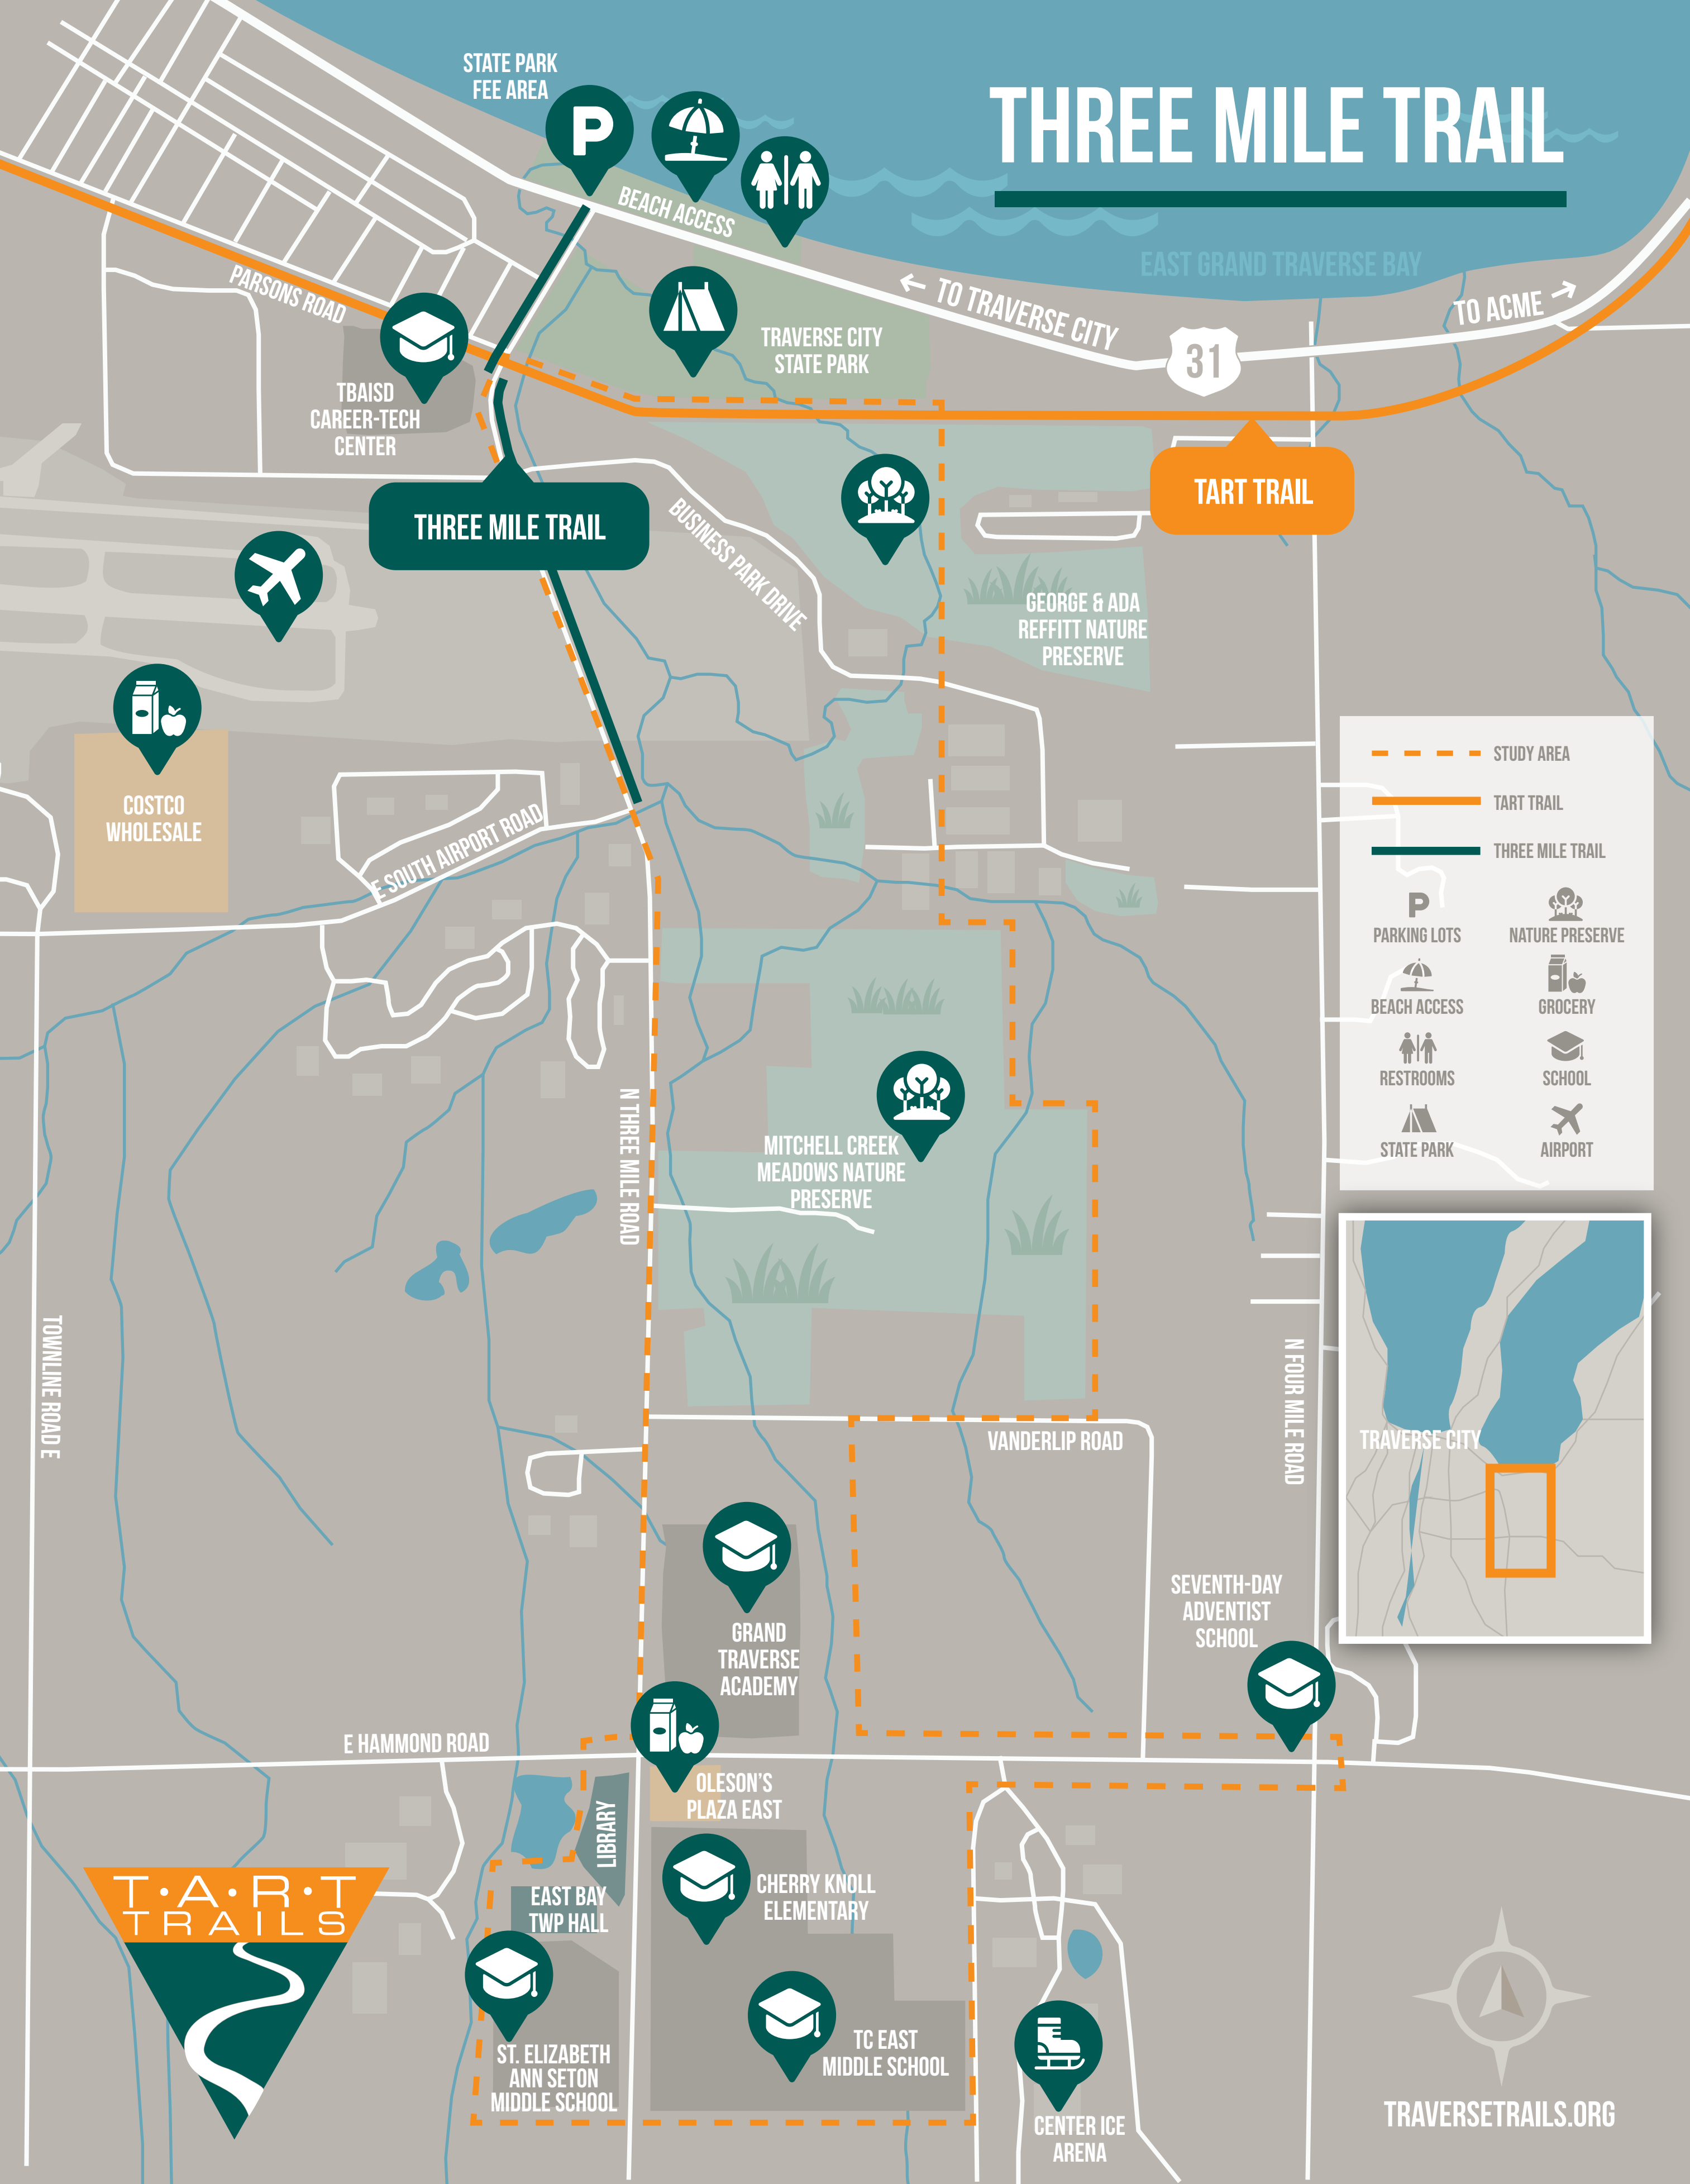 THREE MILE TRAIL
STATE PARK
FEE AREA
P
BEACH ACCESS
EAST GRAND TRAVERSE BAY
← TO TRAVERSE CITY
TO ACME →
31
PARSONS ROAD
TRAVERSE CITY
STATE PARK
TBAISD
CAREER-TECH
CENTER
TART TRAIL
THREE MILE TRAIL
BUSINESS PARK DRIVE
GEORGE & ADA
REFFITT NATURE
PRESERVE
COSTCO
WHOLESALE
E SOUTH AIRPORT ROAD
STUDY AREA
TART TRAIL
THREE MILE TRAIL
P
PARKING LOTS
NATURE PRESERVE
BEACH ACCESS
GROCERY
RESTROOMS
SCHOOL
STATE PARK
AIRPORT
N THREE MILE ROAD
MITCHELL CREEK
MEADOWS NATURE
PRESERVE
TOWNLINE ROAD E
N FOUR MILE ROAD
TRAVERSE CITY
VANDERLIP ROAD
GRAND
TRAVERSE
ACADEMY
SEVENTH-DAY
ADVENTIST
SCHOOL
E HAMMOND ROAD
OLESON'S
PLAZA EAST
LIBRARY
EAST BAY
TWP HALL
CHERRY KNOLL
ELEMENTARY
T·A·R·T
TRAILS
ST. ELIZABETH
ANN SETON
MIDDLE SCHOOL
TC EAST
MIDDLE SCHOOL
CENTER ICE
ARENA
TRAVERSETRAILS.ORG